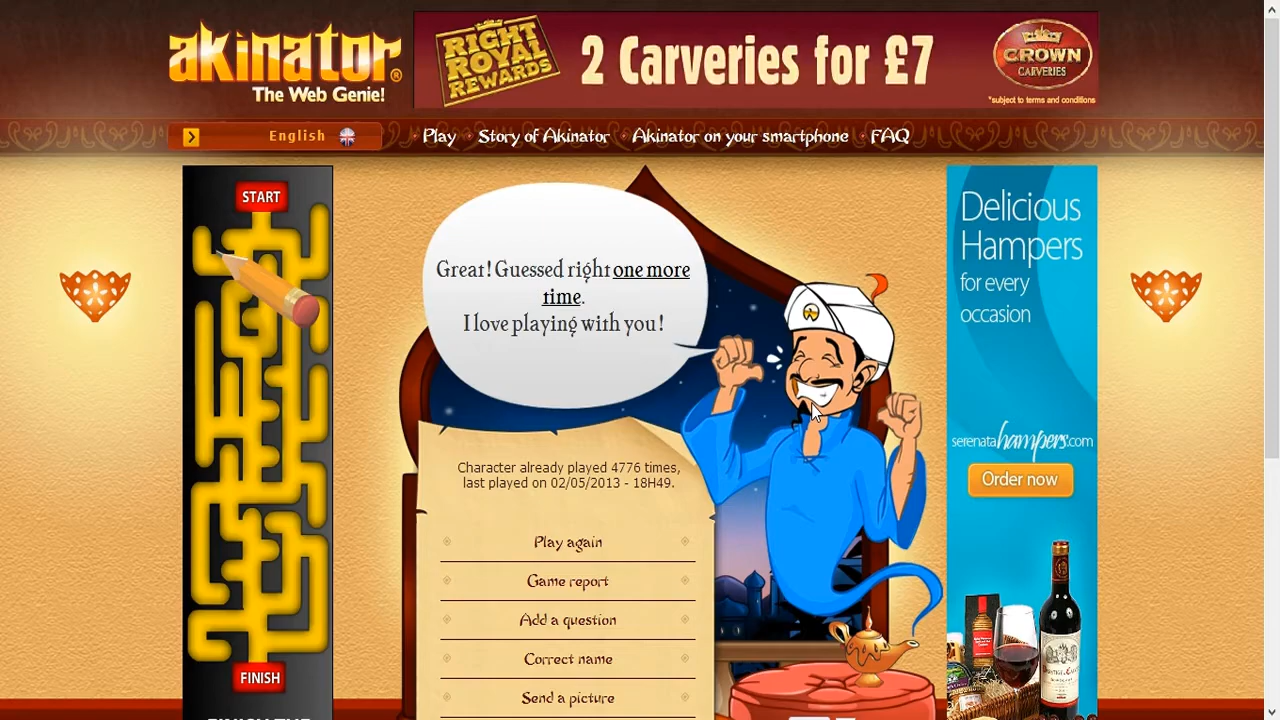 akinator®
The Web Genie!
RIGHT
ROYAL
REWARDS
2 Carveries for £7
CROWN
CARVERIES
*subject to terms and conditions
English
Play
Story of Akinator
Akinator on your smartphone
FAQ
START
FINISH
Great! Guessed right one more
time.
I love playing with you!
Character already played 4776 times,
last played on 02/05/2013 - 18H49.
Play again
Game report
Add a question
Correct name
Send a picture
Delicious
Hampers
for every
occasion
serenatahampers.com
Order now